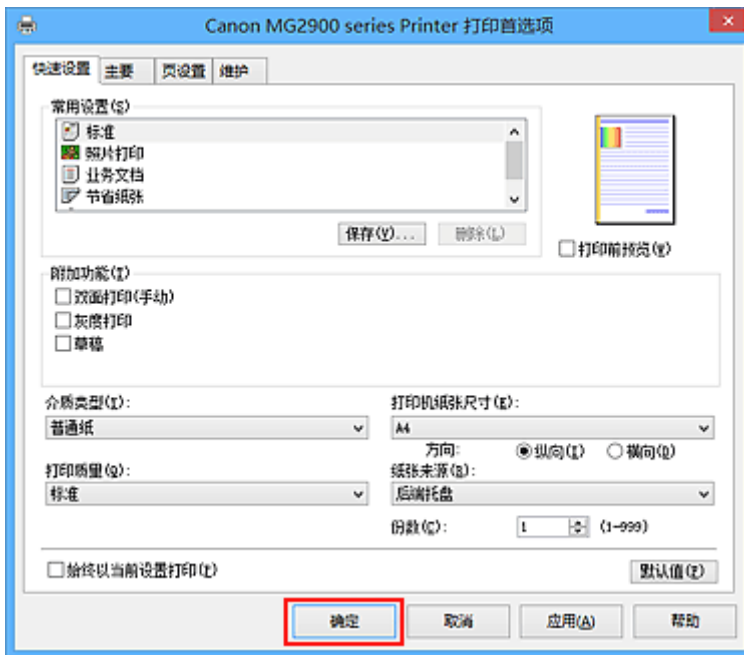 Canon MG2900 series Printer 打印首选项
快速设置 主要 页设置 维护
常用设置(S)
标准
照片打印
业务文档
节省纸张
保存(V)... 删除(L)
打印前预览(W)
附加功能(I)
双面打印(手动)
灰度打印
草稿
介质类型(I): 打印机纸张尺寸(E):
普通纸 A4
方向: 纵向(I) 横向(D)
打印质量(Q): 纸张来源(R):
标准 后端托盘
份数(C): 1 (1-999)
始终以当前设置打印(T)
默认值(F)
确定 取消 应用(A) 帮助